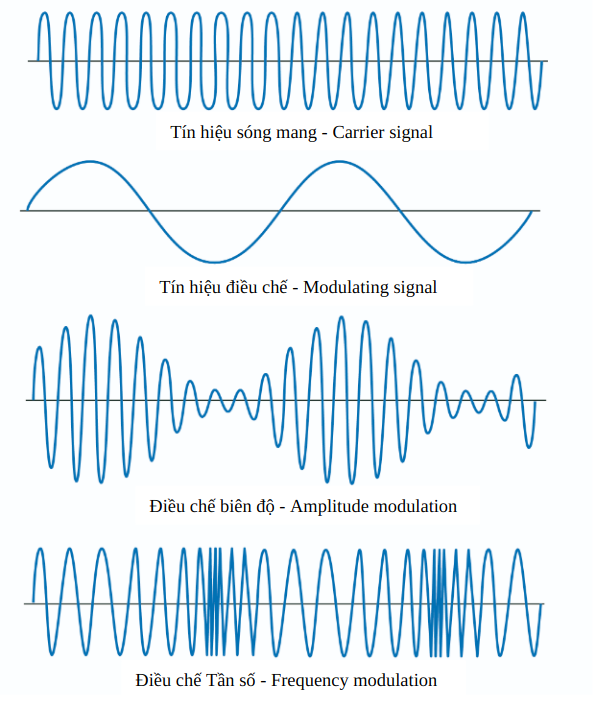 Tín hiệu sóng mang - Carrier signal
Tín hiệu điều chế - Modulating signal
Điều chế biên độ - Amplitude modulation
Điều chế Tần số - Frequency modulation